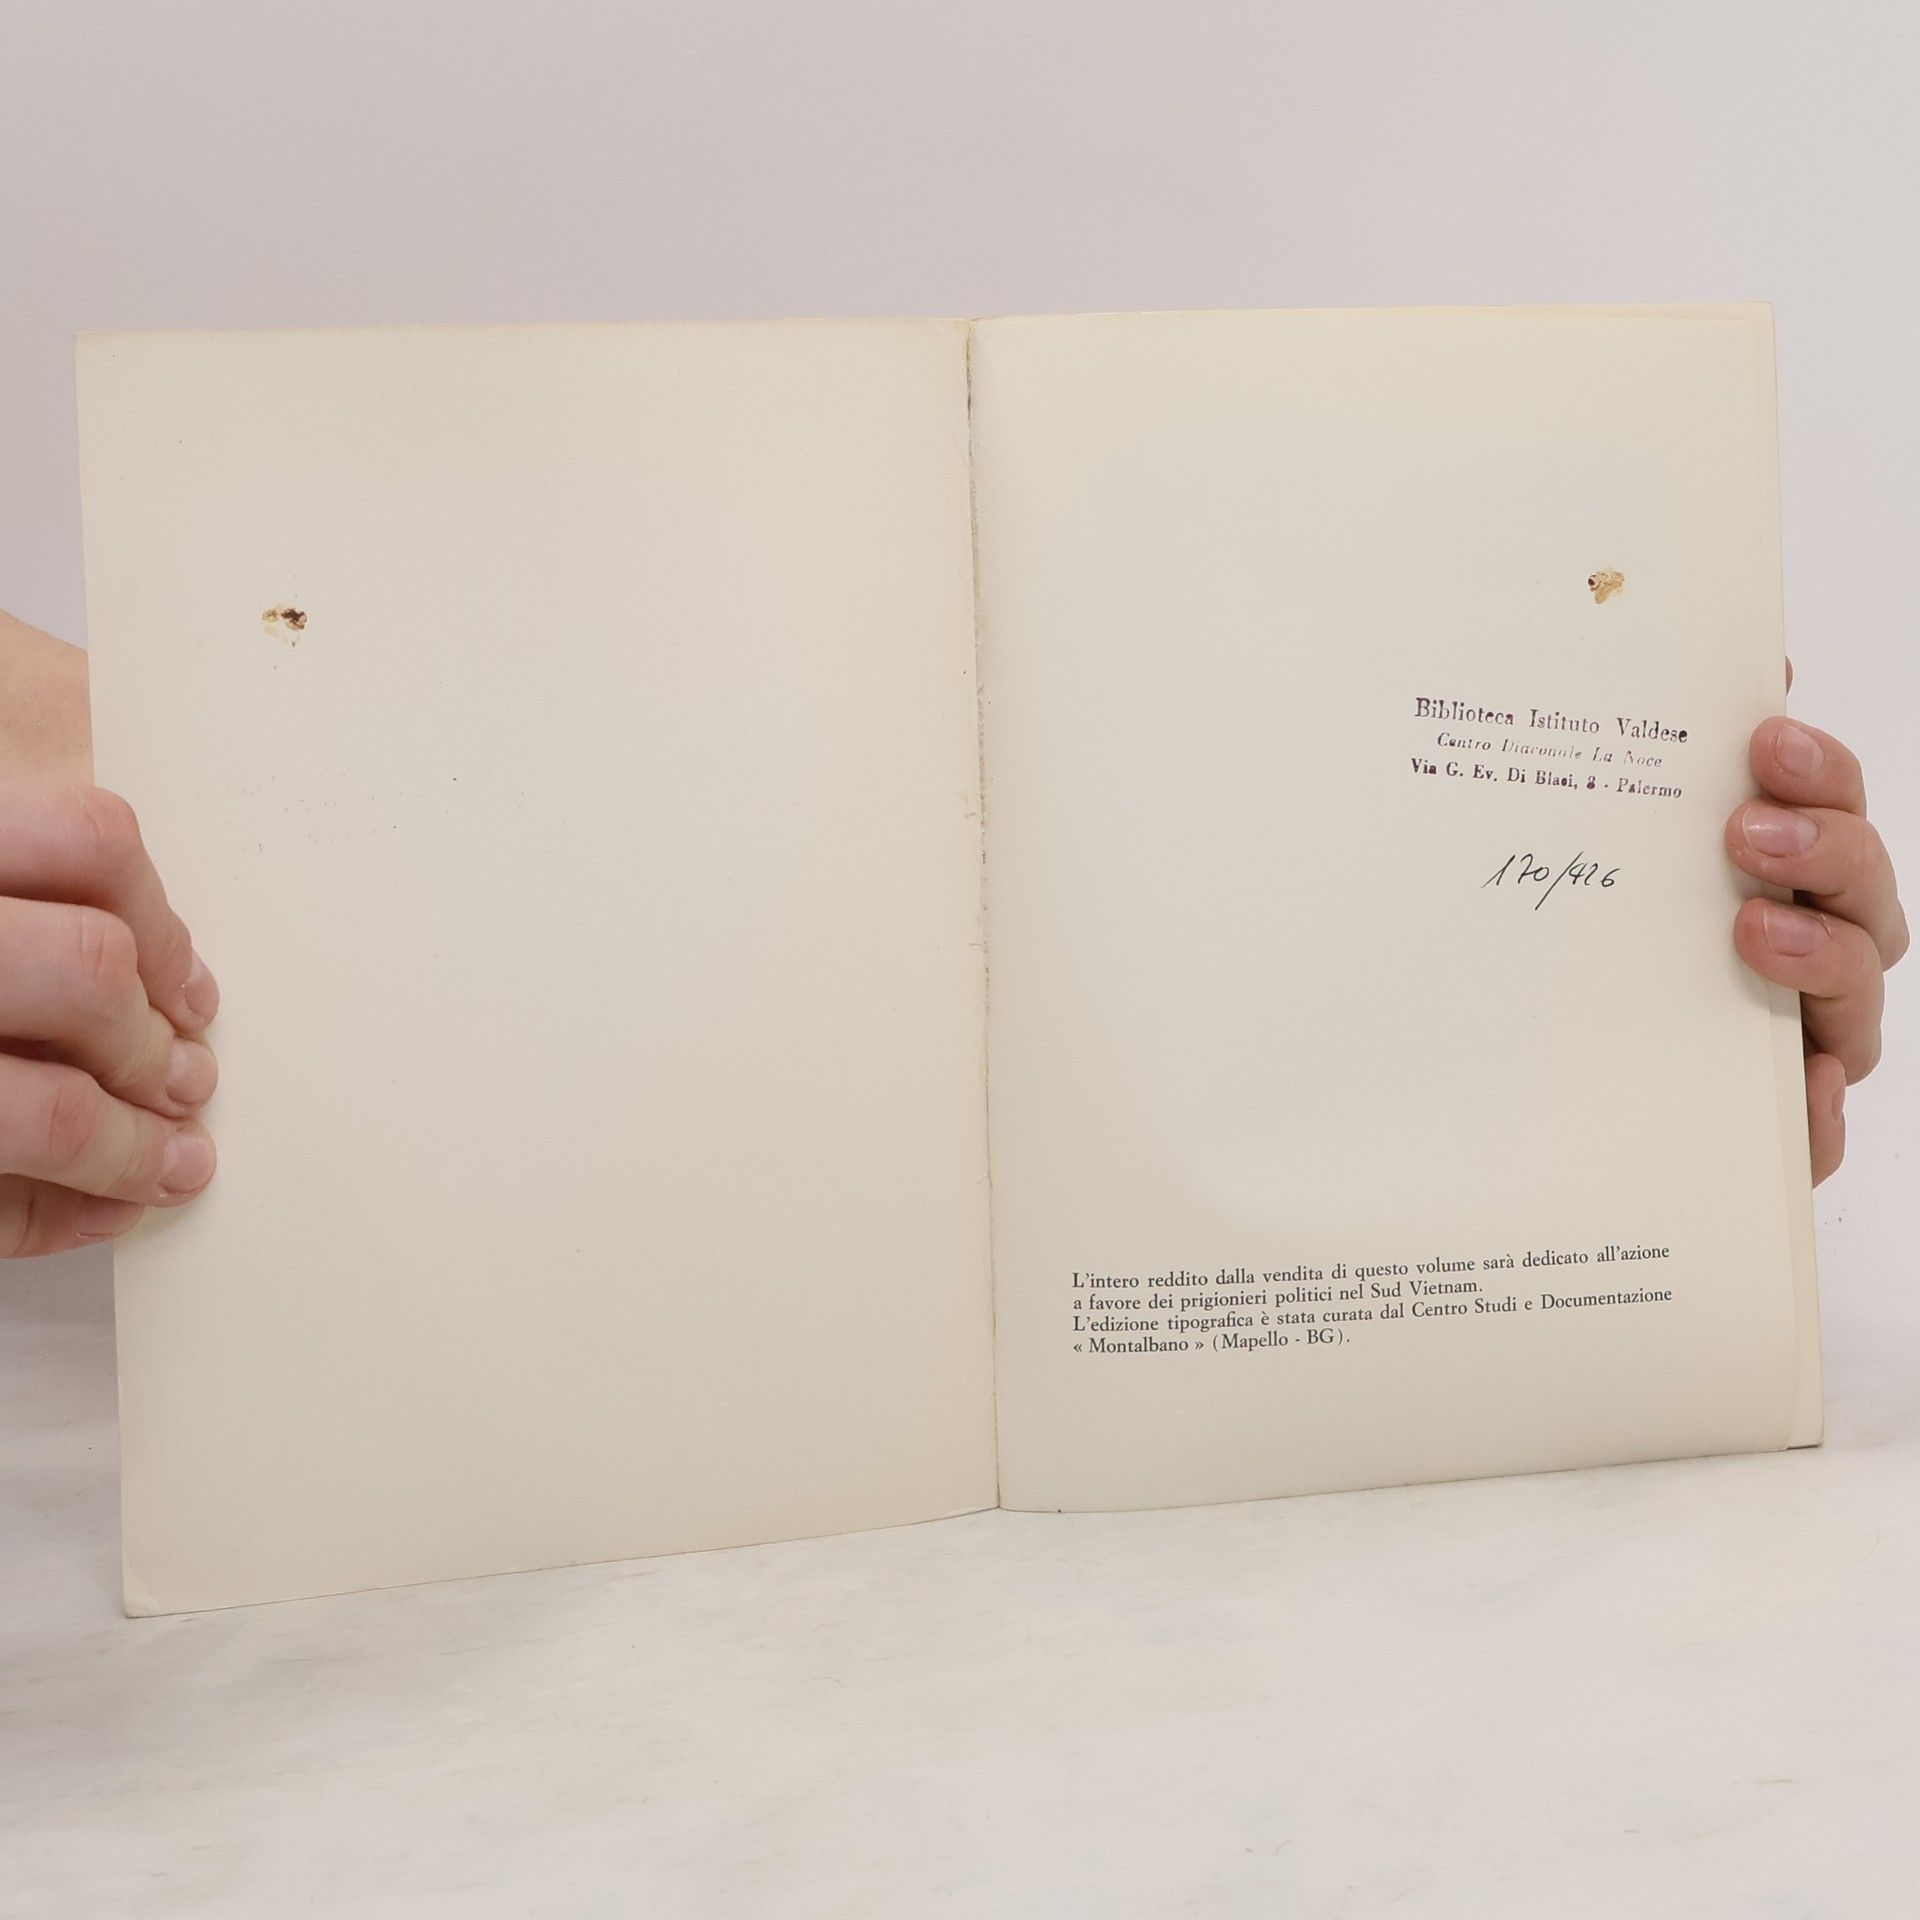 Biblioteca Istituto Valdese
Centro Diaconale La Noce
Via G. Ev. Di Blasi, 8 - Palermo
170/426
L'intero reddito dalla vendita di questo volume sarà dedicato all'azione
a favore dei prigionieri politici nel Sud Vietnam.
L'edizione tipografica è stata curata dal Centro Studi e Documentazione
« Montalbano » (Mapello - BG).